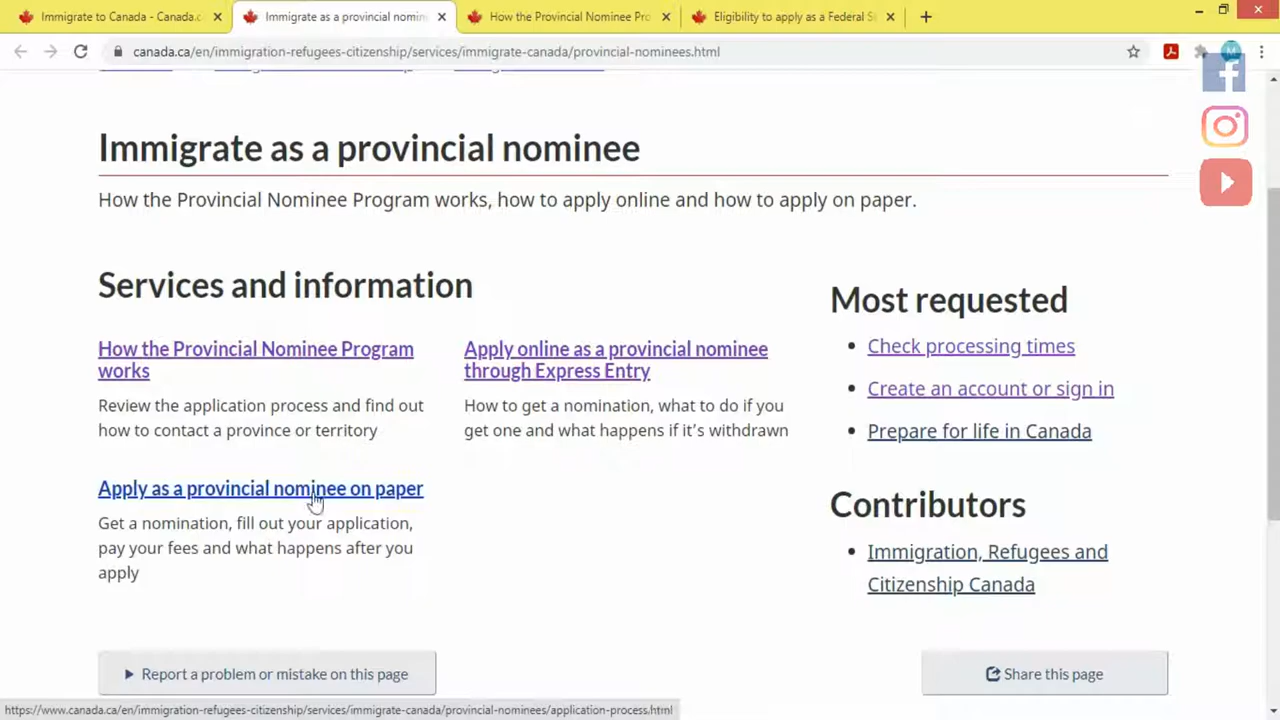 Immigrate to Canada - Canada.c
Immigrate as a provincial nomin
How the Provincial Nominee Pro
Eligibility to apply as a Federal S
canada.ca/en/immigration-refugees-citizenship/services/immigrate-canada/provincial-nominees.html
M
Immigrate as a provincial nominee
How the Provincial Nominee Program works, how to apply online and how to apply on paper.
Services and information
How the Provincial Nominee Program
works
Review the application process and find out
how to contact a province or territory
Apply online as a provincial nominee
through Express Entry
How to get a nomination, what to do if you
get one and what happens if it's withdrawn
Apply as a provincial nominee on paper
Get a nomination, fill out your application,
pay your fees and what happens after you
apply
Most requested
Check processing times
Create an account or sign in
Prepare for life in Canada
Contributors
Immigration, Refugees and
Citizenship Canada
Report a problem or mistake on this page
Share this page
https://www.canada.ca/en/immigration-refugees-citizenship/services/immigrate-canada/provincial-nominees/application-process.html